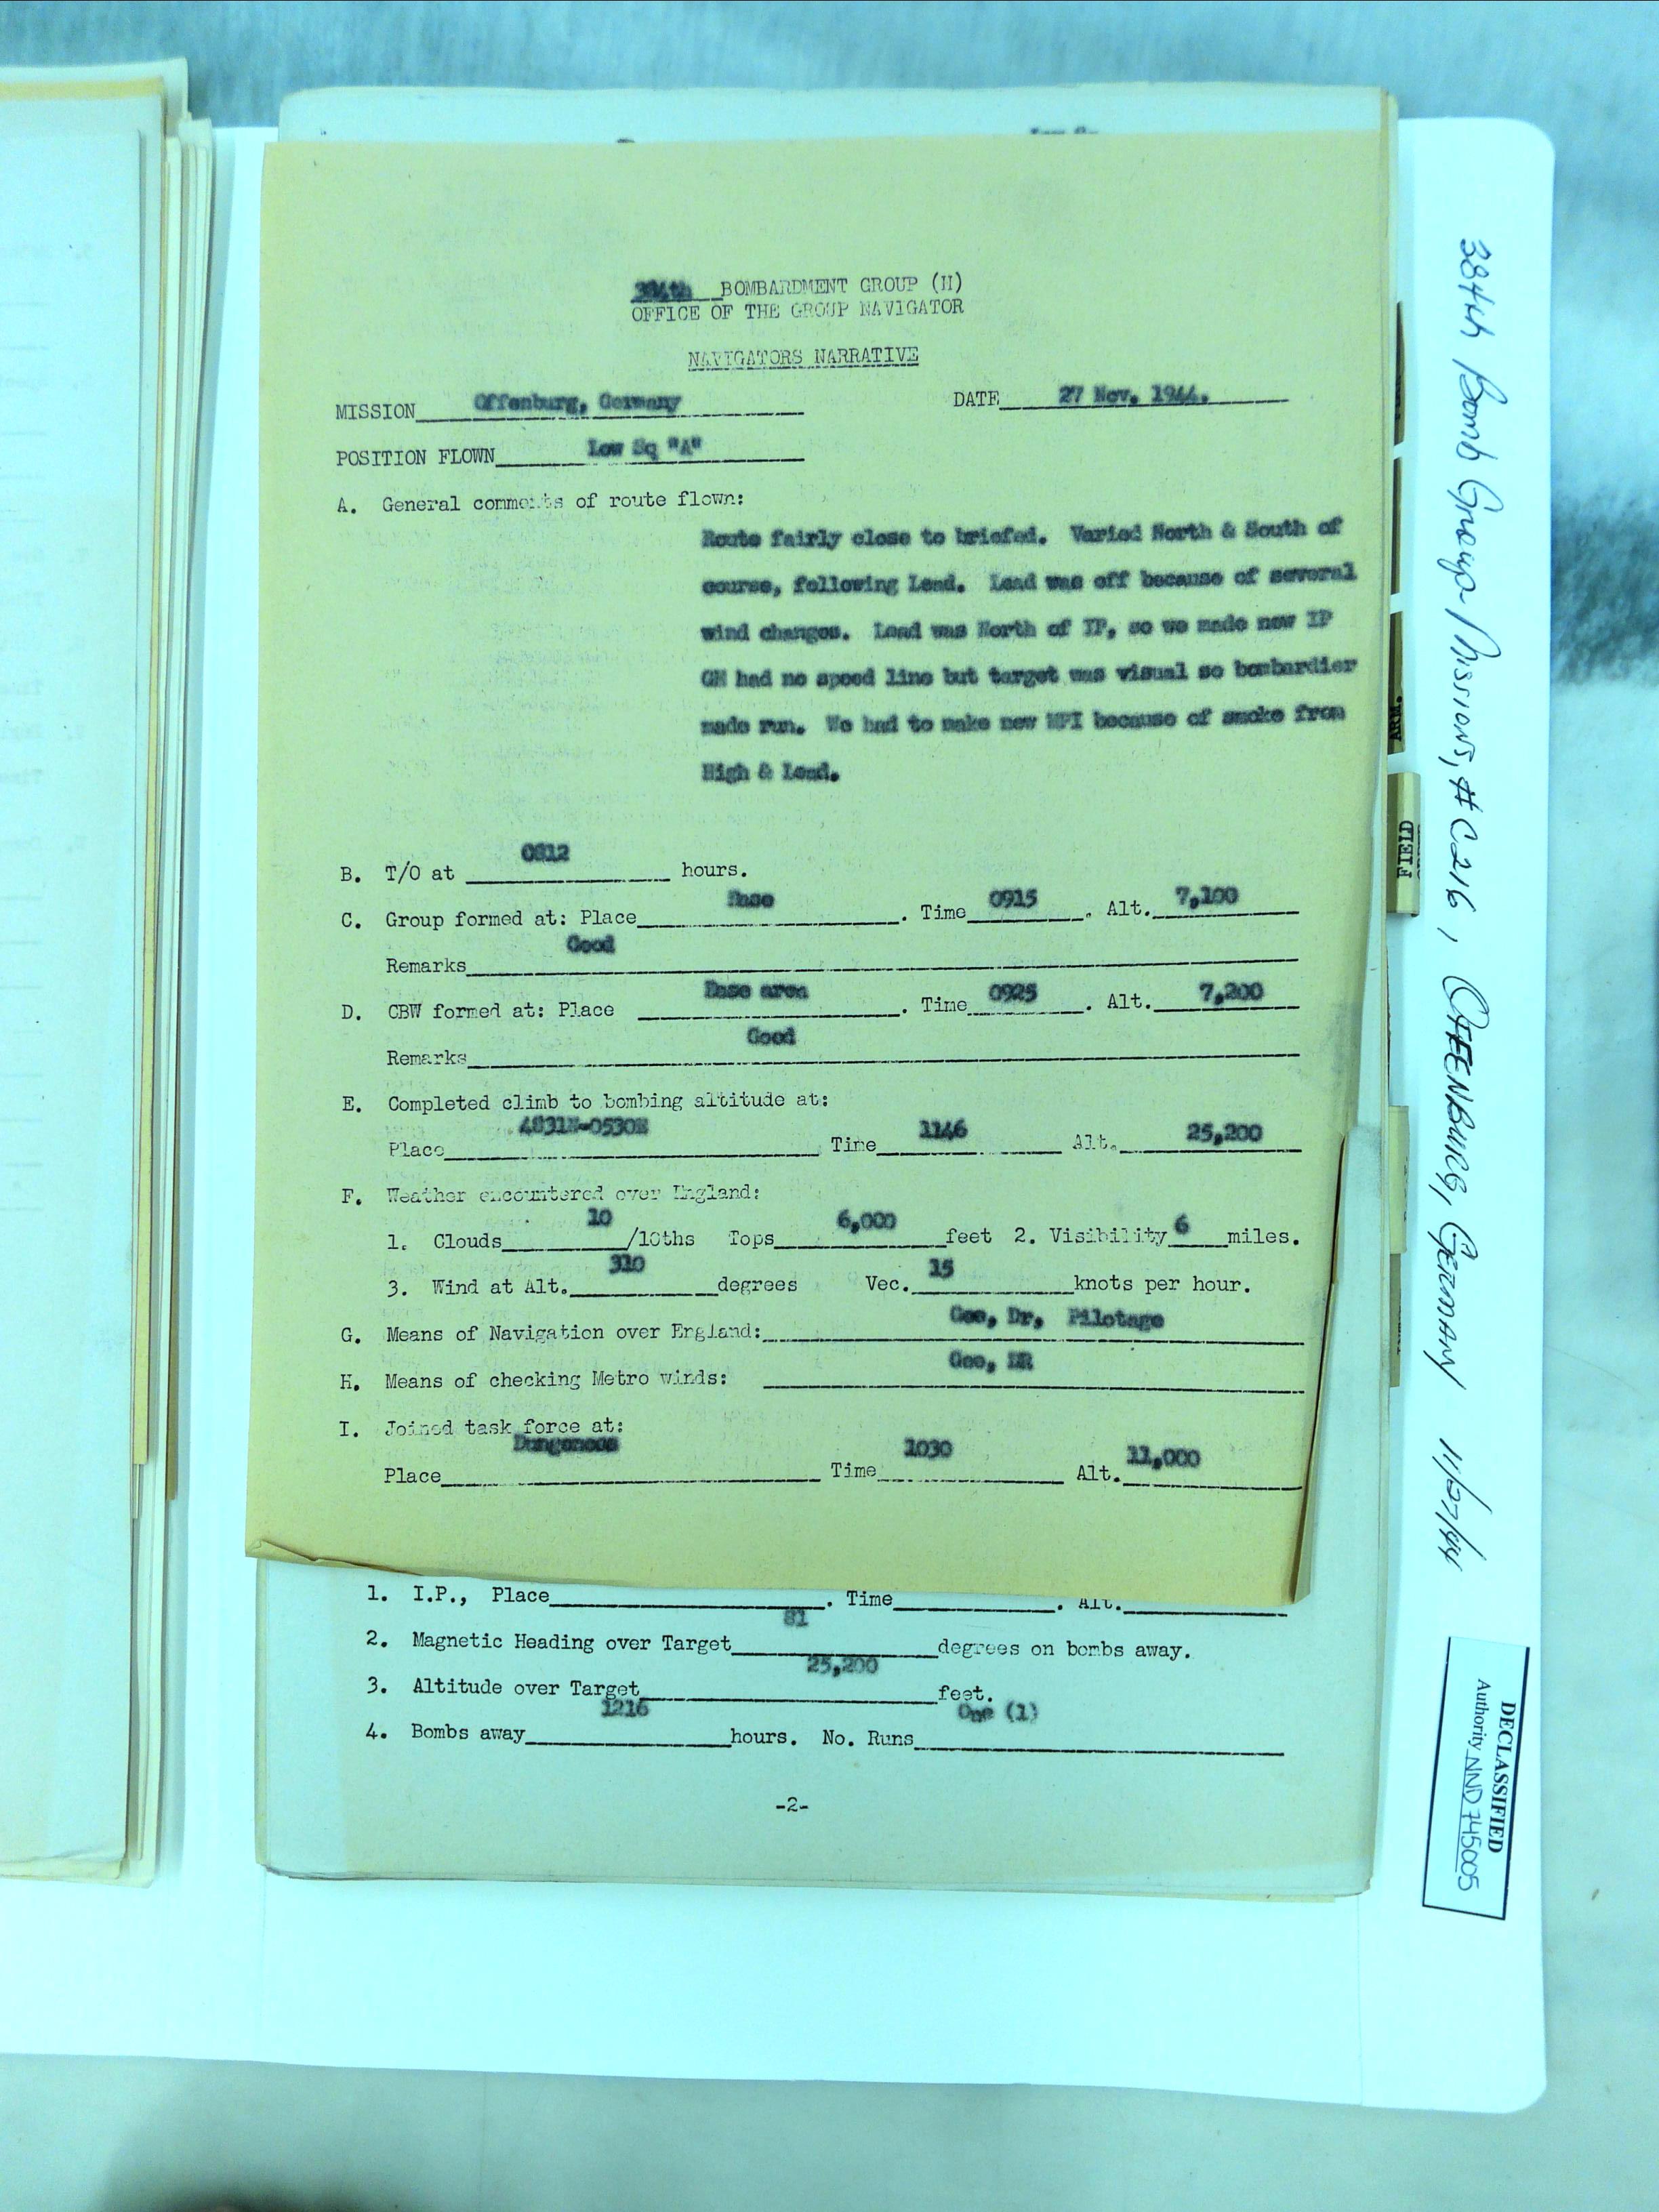 384th BOMBARDMENT GROUP (H)
OFFICE OF THE GROUP NAVIGATOR
NAVIGATORS NARRATIVE
MISSION Offenburg, Germany DATE 27 Nov. 1944.
POSITION FLOWN Low Sq "A"
A. General comments of route flown:
Route fairly close to briefed. Varied North & South of
course, following Lead. Lead was off because of several
wind changes. Lead was North of IP, so we made new IP
GH had no speed line but target was visual so bombardier
made run. We had to make new MPI because of smoke from
High & Lead.
B. T/O at 0812 hours.
C. Group formed at: Place Base. Time 0915. Alt. 7,100
Remarks Good
D. CBW formed at: Place Base area. Time 0925. Alt. 7,200
Remarks Good
E. Completed climb to bombing altitude at:
Place 4831N-0530E Time 1146 Alt. 25,200
F. Weather encountered over England:
1. Clouds 10/10ths Tops 6,000 feet 2. Visibility 6 miles.
3. Wind at Alt. 310 degrees Vec. 15 knots per hour.
G. Means of Navigation over England: Gee, Dr, Pilotage
H. Means of checking Metro winds: Gee, DR
I. Joined task force at:
Place Dungeness Time 1030 Alt. 11,000
1. I.P., Place. Time. Alt.
2. Magnetic Heading over Target 81 degrees on bombs away.
3. Altitude over Target 25,200 feet.
4. Bombs away 1216 hours. No. Runs One (1)
-2-
384th Bomb Group Missions, #C216, OFFENBURG, GERMANY 11/27/44
ARM.
FIELD
DECLASSIFIED
Authority NND 745005